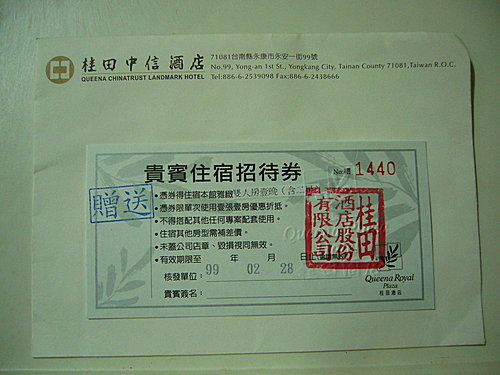 桂田中信酒店
QUEENA CHINATRUST LANDMARK HOTEL
71081台南縣永康市永安一街99號
No.99, Yong-an 1st St., Yongkang City, Tainan County 71081,Taiwan R.O.C.
Tel:886-6-2539098 Fax:886-6-2438666
貴賓住宿招待券
No. 1440
贈送
•憑券得住宿本館雅緻雙人房壹晚(含二
•憑券限單次使用壹張壹房優惠折抵。
•不得搭配其他任何專案配套使用。
•住宿其他房型需補差價。
•未蓋公司店章、毀損視同無效。
•有效期限至 99 年 02 月 28 日止
核發單位:
貴賓簽名:
桂田
酒店股份
有限公司
Queena Royal
Plaza
桂田酒店